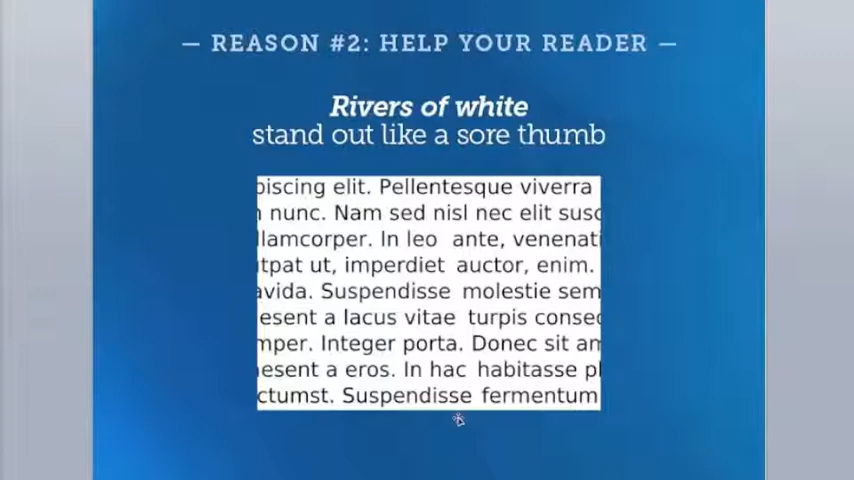 — REASON #2: HELP YOUR READER —
Rivers of white
stand out like a sore thumb
piscing elit. Pellentesque viverra
nunc. Nam sed nisl nec elit susc
llamcorper. In leo ante, venenati
tpat ut, imperdiet auctor, enim.
avida. Suspendisse molestie sem
esent a lacus vitae turpis consec
mper. Integer porta. Donec sit am
aesent a eros. In hac habitasse pl
ctumst. Suspendisse fermentum